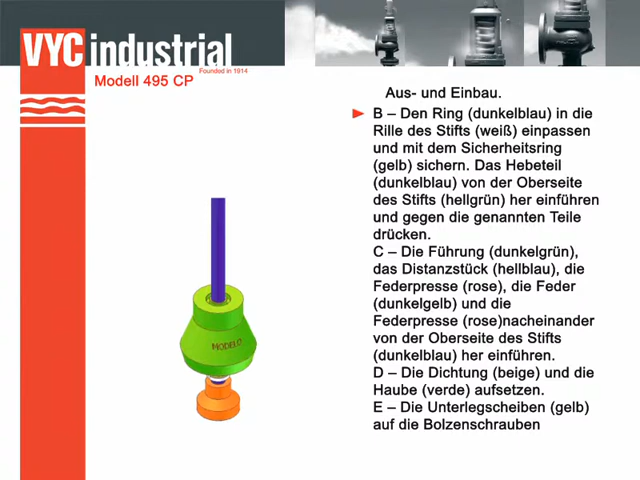 VYC industrial
Founded in 1914
Modell 495 CP
Aus- und Einbau.
B – Den Ring (dunkelblau) in die
Rille des Stifts (weiß) einpassen
und mit dem Sicherheitsring
(gelb) sichern. Das Hebeteil
(dunkelblau) von der Oberseite
des Stifts (hellgrün) her einführen
und gegen die genannten Teile
drücken.
C – Die Führung (dunkelgrün),
das Distanzstück (hellblau), die
Federpresse (rose), die Feder
(dunkelgelb) und die
Federpresse (rose)nacheinander
von der Oberseite des Stifts
(dunkelblau) her einführen.
D – Die Dichtung (beige) und die
Haube (verde) aufsetzen.
E – Die Unterlegscheiben (gelb)
auf die Bolzenschrauben
MODELO